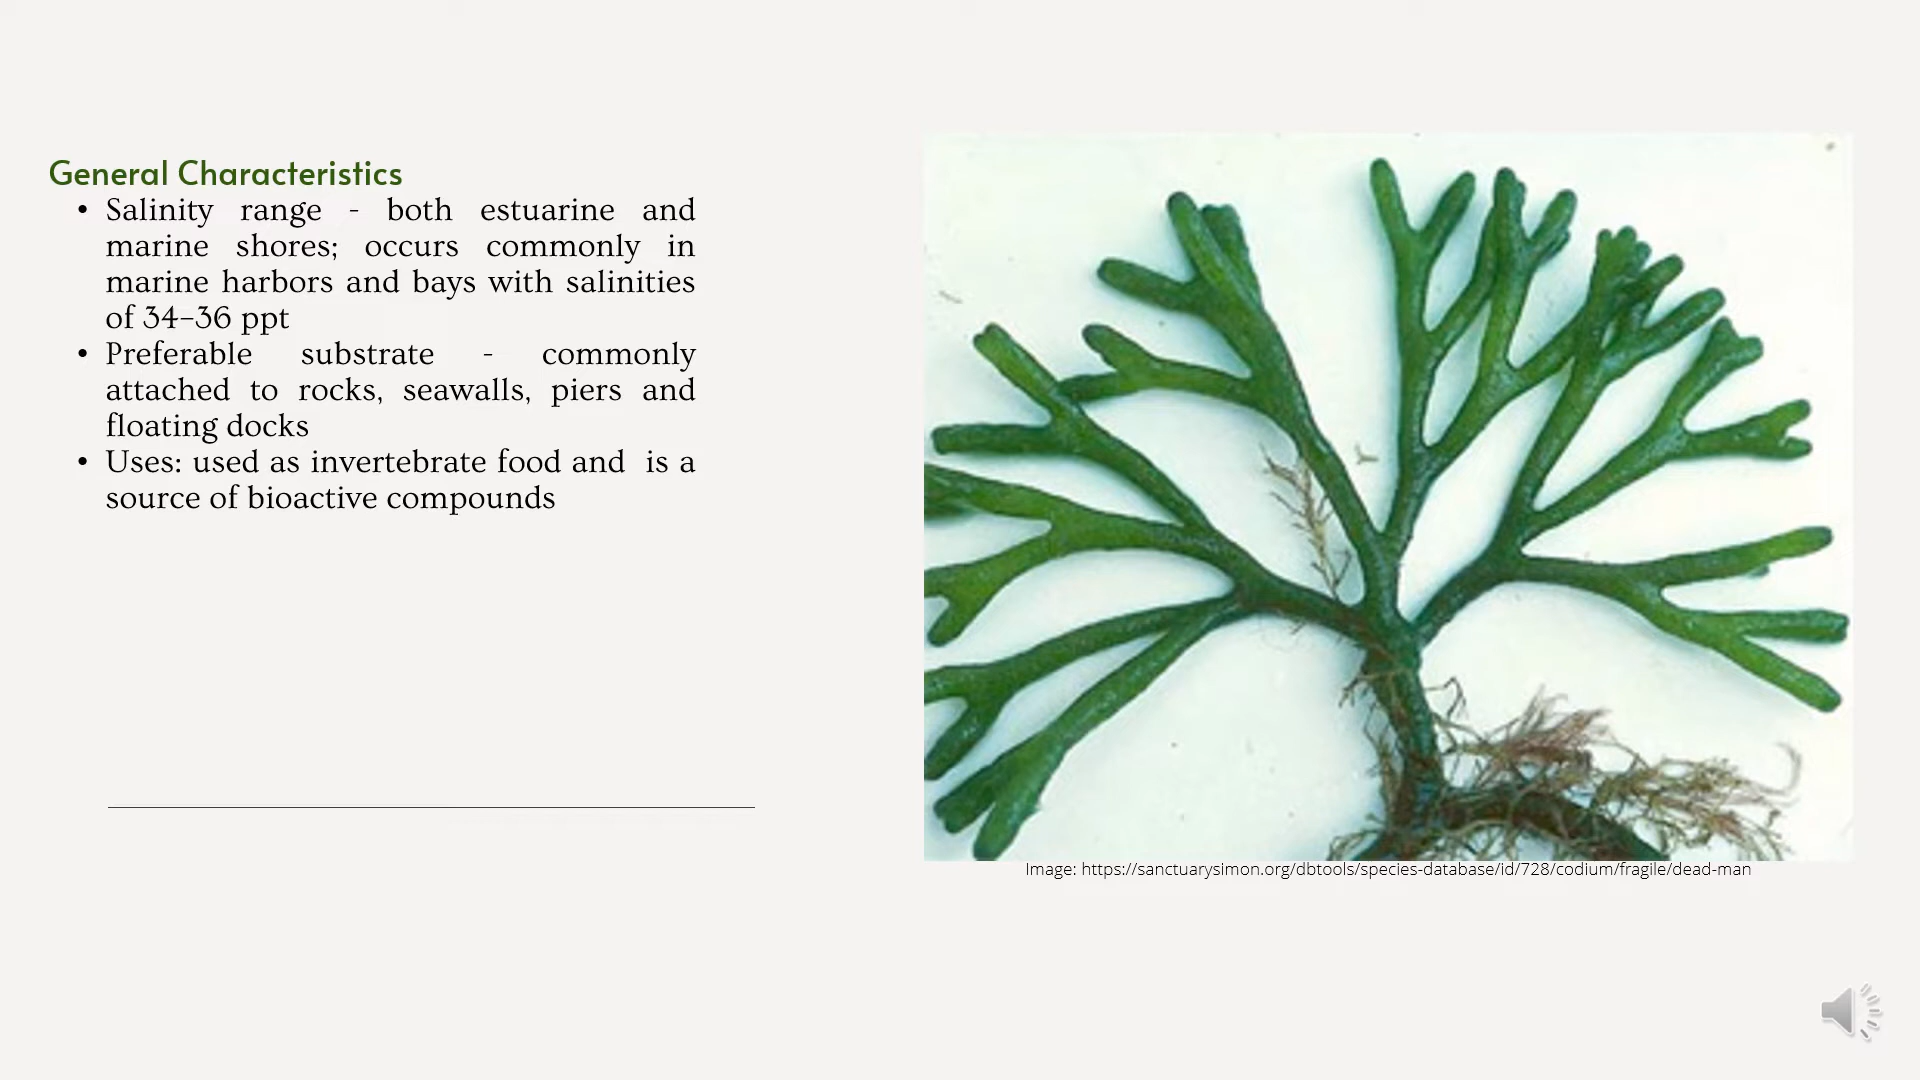 General Characteristics
• Salinity range - both estuarine and
marine shores; occurs commonly in
marine harbors and bays with salinities
of 34–36 ppt
• Preferable substrate - commonly
attached to rocks, seawalls, piers and
floating docks
• Uses: used as invertebrate food and is a
source of bioactive compounds
Image: https://sanctuarysimon.org/dbtools/species-database/id/728/codium/fragile/dead-man